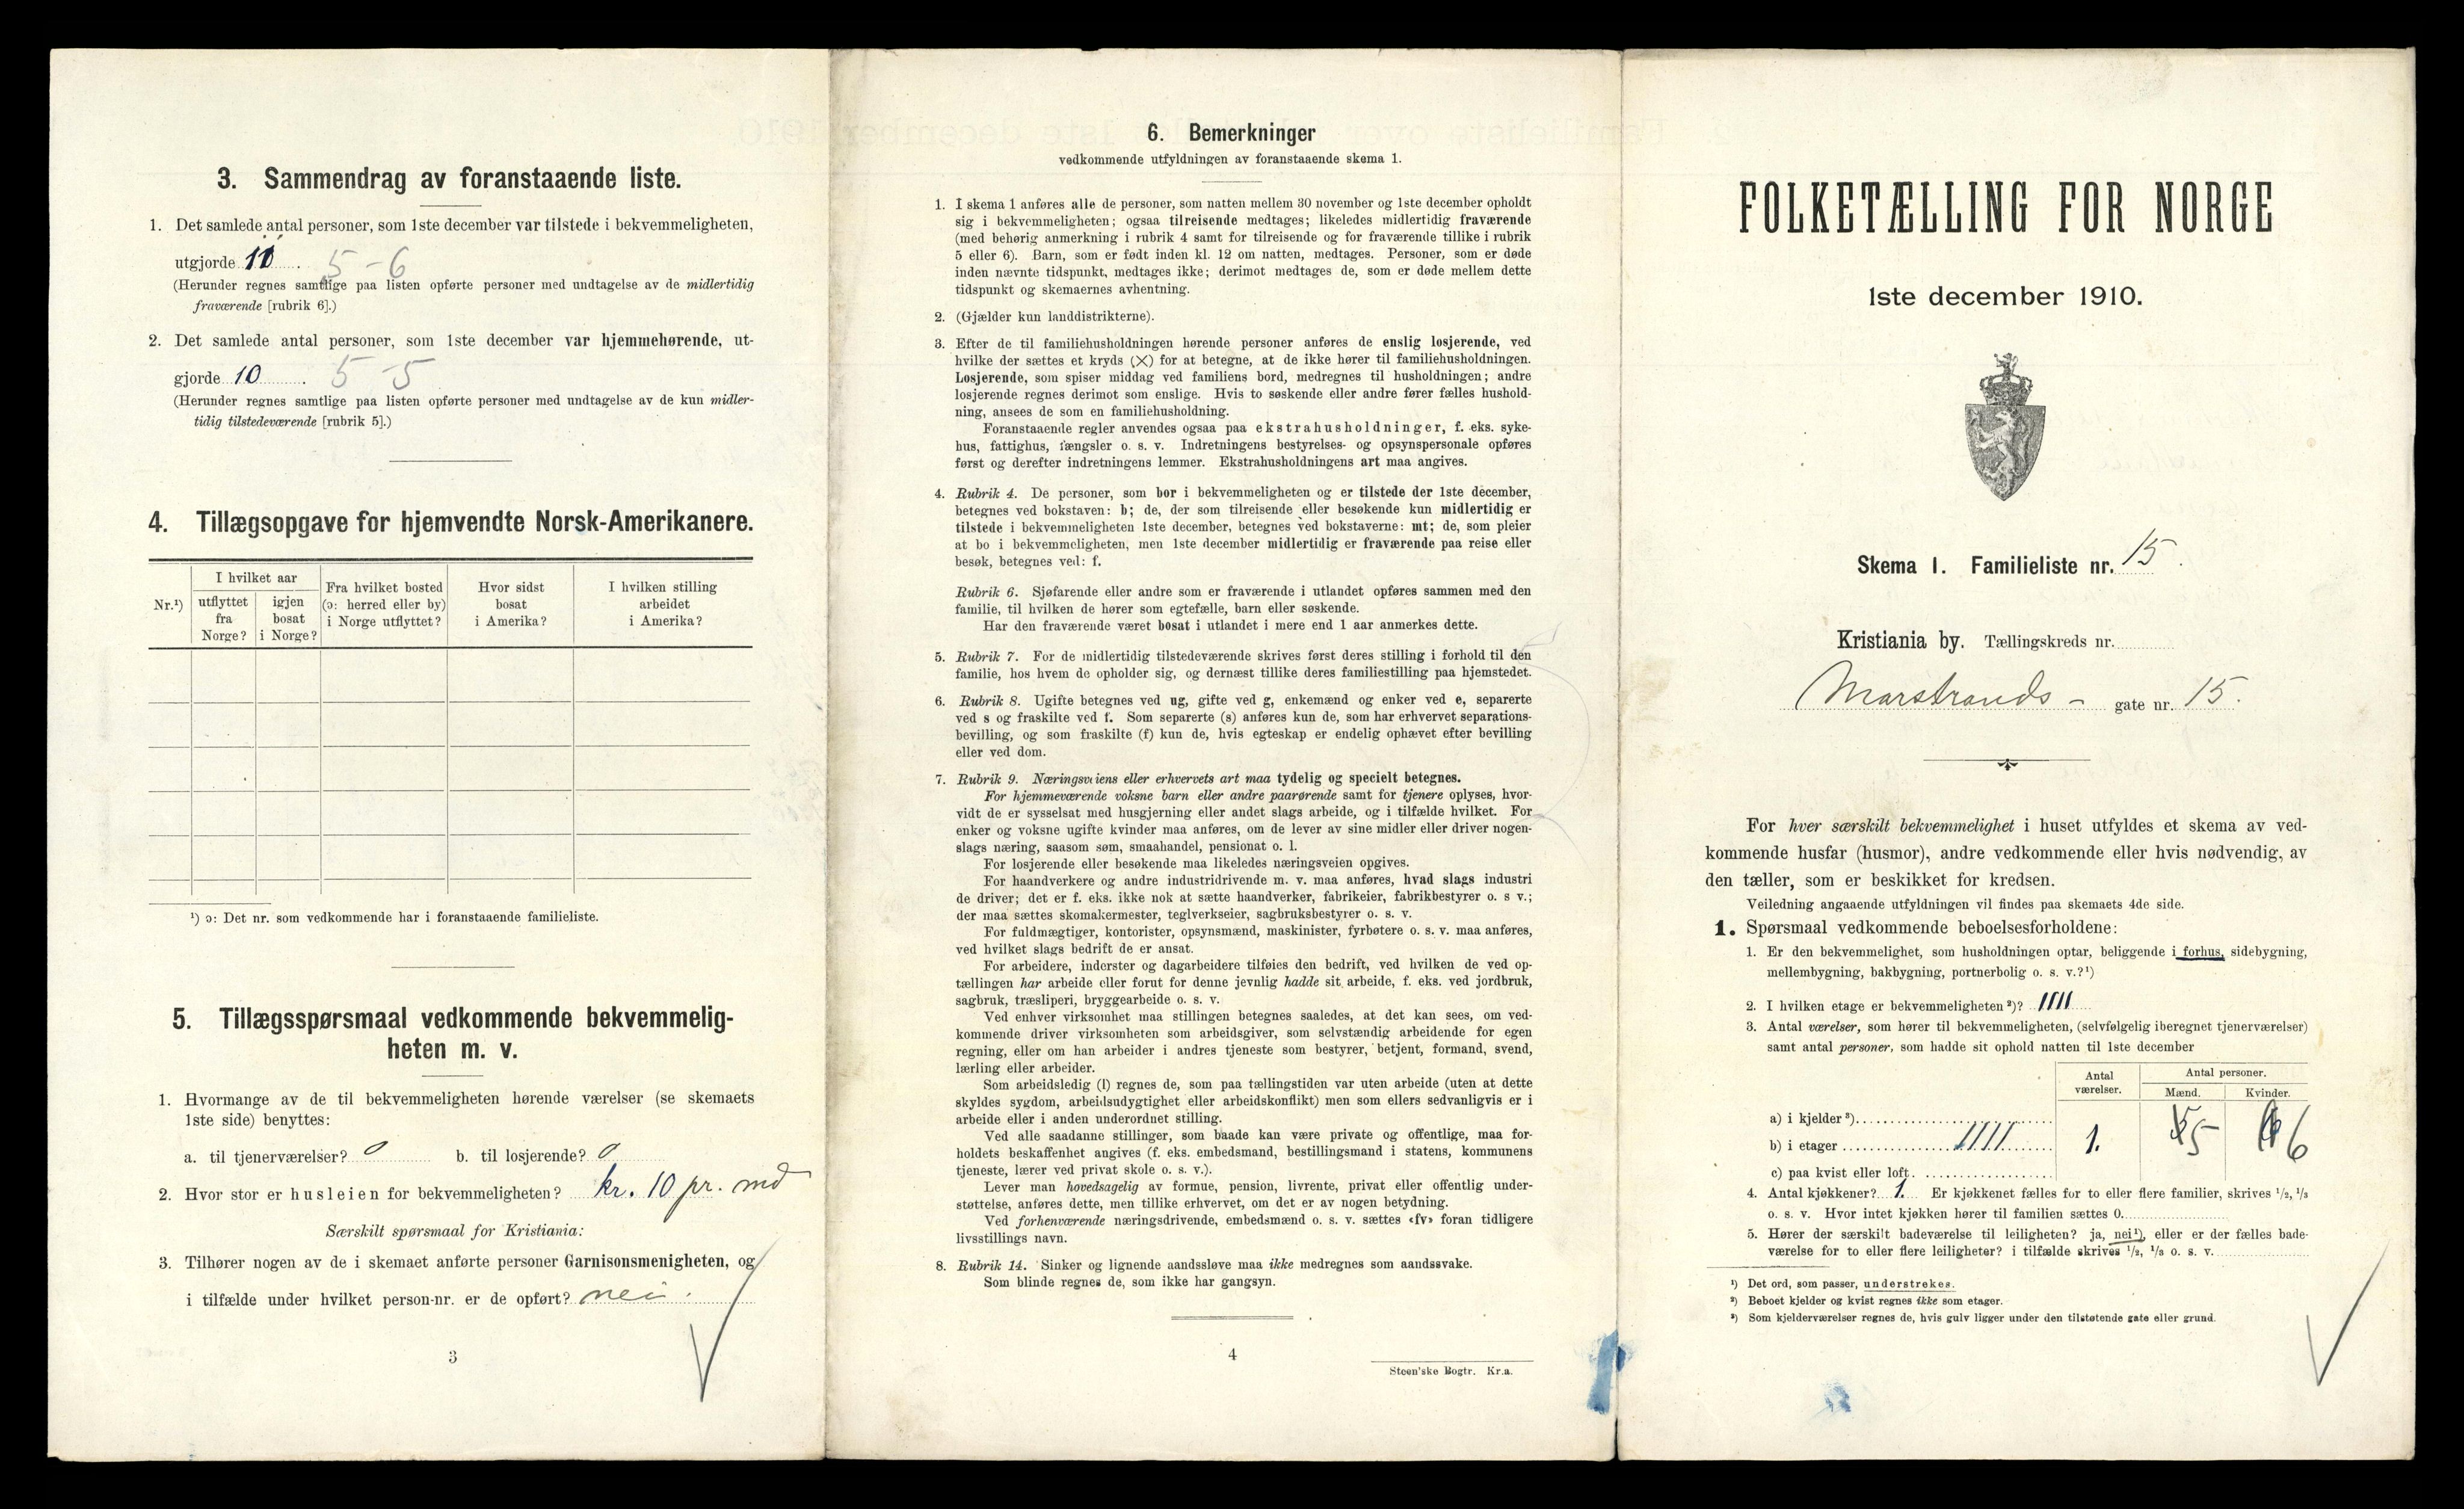 3. Sammendrag av foranstaaende liste.
1. Det samlede antal personer, som 1ste december var tilstede i bekvemmeligheten,
utgjorde 11. 5 - 6
(Herunder regnes samtlige paa listen opførte personer med undtagelse av de midlertidig
fraværende [rubrik 6].)
2. Det samlede antal personer, som 1ste december var hjemmehørende, ut-
gjorde 10. 5 - 5
(Herunder regnes samtlige paa listen opførte personer med undtagelse av de kun midler-
tidig tilstedeværende [rubrik 5].)
4. Tillægsopgave for hjemvendte Norsk-Amerikanere.
Nr.¹)
I hvilket aar
utflyttet
fra
Norge?
igjen
bosat
i Norge?
Fra hvilket bosted
(ɔ: herred eller by)
i Norge utflyttet?
Hvor sidst
bosat
i Amerika?
I hvilken stilling
arbeidet
i Amerika?
¹) ɔ: Det nr. som vedkommende har i foranstaaende familieliste.
5. Tillægsspørsmaal vedkommende bekvemmelig-
heten m. v.
1. Hvormange av de til bekvemmeligheten hørende værelser (se skemaets
1ste side) benyttes:
a. til tjenerværelser? 0 b. til losjerende? 0
2. Hvor stor er husleien for bekvemmeligheten? kr. 10 pr. md
Særskilt spørsmaal for Kristiania:
3. Tilhører nogen av de i skemaet anførte personer Garnisonsmenigheten, og
i tilfælde under hvilket person-nr. er de opført? nei.
3
6. Bemerkninger
vedkommende utfyldningen av foranstaaende skema 1.
1. I skema 1 anføres alle de personer, som natten mellem 30 november og 1ste december opholdt
sig i bekvemmeligheten; ogsaa tilreisende medtages; likeledes midlertidig fraværende
(med behørig anmerkning i rubrik 4 samt for tilreisende og for fraværende tillike i rubrik
5 eller 6). Barn, som er født inden kl. 12 om natten, medtages. Personer, som er døde
inden nævnte tidspunkt, medtages ikke; derimot medtages de, som er døde mellem dette
tidspunkt og skemaernes avhentning.
2. (Gjælder kun landdistrikterne).
3. Efter de til familiehusholdningen hørende personer anføres de enslig losjerende, ved
hvilke der sættes et kryds (✕) for at betegne, at de ikke hører til familiehusholdningen.
Losjerende, som spiser middag ved familiens bord, medregnes til husholdningen; andre
losjerende regnes derimot som enslige. Hvis to søskende eller andre fører fælles hushold-
ning, ansees de som en familiehusholdning.
Foranstaaende regler anvendes ogsaa paa ekstrahusholdninger, f. eks. syke-
hus, fattighus, fængsler o. s. v. Indretningens bestyrelses- og opsynspersonale opføres
først og derefter indretningens lemmer. Ekstrahusholdningens art maa angives.
4. Rubrik 4. De personer, som bor i bekvemmeligheten og er tilstede der 1ste december,
betegnes ved bokstaven: b; de, der som tilreisende eller besøkende kun midlertidig er
tilstede i bekvemmeligheten 1ste december, betegnes ved bokstaverne: mt; de, som pleier
at bo i bekvemmeligheten, men 1ste december midlertidig er fraværende paa reise eller
besøk, betegnes ved: f.
Rubrik 6. Sjøfarende eller andre som er fraværende i utlandet opføres sammen med den
familie, til hvilken de hører som egtefælle, barn eller søskende.
Har den fraværende været bosat i utlandet i mere end 1 aar anmerkes dette.
5. Rubrik 7. For de midlertidig tilstedeværende skrives først deres stilling i forhold til den
familie, hos hvem de opholder sig, og dernæst tillike deres familiestilling paa hjemstedet.
6. Rubrik 8. Ugifte betegnes ved ug, gifte ved g, enkemænd og enker ved e, separerte
ved s og fraskilte ved f. Som separerte (s) anføres kun de, som har erhvervet separations-
bevilling, og som fraskilte (f) kun de, hvis egteskap er endelig ophævet efter bevilling
eller ved dom.
7. Rubrik 9. Næringsveiens eller erhvervets art maa tydelig og specielt betegnes.
For hjemmeværende voksne barn eller andre paarørende samt for tjenere oplyses, hvor-
vidt de er sysselsat med husgjerning eller andet slags arbeide, og i tilfælde hvilket. For
enker og voksne ugifte kvinder maa anføres, om de lever av sine midler eller driver nogen-
slags næring, saasom søm, smaahandel, pensionat o. l.
For losjerende eller besøkende maa likeledes næringsveien opgives.
For haandverkere og andre industridrivende m. v. maa anføres, hvad slags industri
de driver; det er f. eks. ikke nok at sætte haandverker, fabrikeier, fabrikbestyrer o. s v.;
der maa sættes skomakermester, teglverkseier, sagbruksbestyrer o. s. v.
For fuldmægtiger, kontorister, opsynsmænd, maskinister, fyrbøtere o. s. v. maa anføres,
ved hvilket slags bedrift de er ansat.
For arbeidere, inderster og dagarbeidere tilføies den bedrift, ved hvilken de ved op-
tællingen har arbeide eller forut for denne jevnlig hadde sit arbeide, f. eks. ved jordbruk,
sagbruk, træsliperi, bryggearbeide o. s. v.
Ved enhver virksomhet maa stillingen betegnes saaledes, at det kan sees, om ved-
kommende driver virksomheten som arbeidsgiver, som selvstændig arbeidende for egen
regning, eller om han arbeider i andres tjeneste som bestyrer, betjent, formand, svend,
lærling eller arbeider.
Som arbeidsledig (l) regnes de, som paa tællingstiden var uten arbeide (uten at dette
skyldes sygdom, arbeidsudygtighet eller arbeidskonflikt) men som ellers sedvanligvis er i
arbeide eller i anden underordnet stilling.
Ved alle saadanne stillinger, som baade kan være private og offentlige, maa for-
holdets beskaffenhet angives (f. eks. embedsmand, bestillingsmand i statens, kommunens
tjeneste, lærer ved privat skole o. s. v.).
Lever man hovedsagelig av formue, pension, livrente, privat eller offentlig under-
støttelse, anføres dette, men tillike erhvervet, om det er av nogen betydning.
Ved forhenværende næringsdrivende, embedsmænd o. s. v. sættes «fv» foran tidligere
livsstillings navn.
8. Rubrik 14. Sinker og lignende aandssløve maa ikke medregnes som aandssvake.
Som blinde regnes de, som ikke har gangsyn.
4
Steen'ske Bogtr. Kr.a.
FOLKETÆLLING FOR NORGE
1ste december 1910.
Skema 1. Familieliste nr. 15.
Kristiania by. Tællingskreds nr.
Marstrands - gate nr. 15.
For hver særskilt bekvemmelighet i huset utfyldes et skema av ved-
kommende husfar (husmor), andre vedkommende eller hvis nødvendig, av
den tæller, som er beskikket for kredsen.
Veiledning angaaende utfyldningen vil findes paa skemaets 4de side.
1. Spørsmaal vedkommende beboelsesforholdene:
1. Er den bekvemmelighet, som husholdningen optar, beliggende i forhus, sidebygning,
mellembygning, bakbygning, portnerbolig o. s. v.?¹)
2. I hvilken etage er bekvemmeligheten²)? IIII
3. Antal værelser, som hører til bekvemmeligheten, (selvfølgelig iberegnet tjenerværelser)
samt antal personer, som hadde sit ophold natten til 1ste december
Antal
værelser.
Antal personer.
Mænd. Kvinder.
a) i kjelder³)
b) i etager IIII 1. 5 6
c) paa kvist eller loft
4. Antal kjøkkener? 1. Er kjøkkenet fælles for to eller flere familier, skrives ¹/₂, ¹/₃
o. s. v. Hvor intet kjøkken hører til familien sættes 0.
5. Hører der særskilt badeværelse til leiligheten? ja, nei¹), eller er der fælles bade-
værelse for to eller flere leiligheter? i tilfælde skrives ¹/₂, ¹/₃ o. s. v.
¹) Det ord, som passer, understrekes.
²) Beboet kjelder og kvist regnes ikke som etager.
³) Som kjelderværelser regnes de, hvis gulv ligger under den tilstøtende gate eller grund.